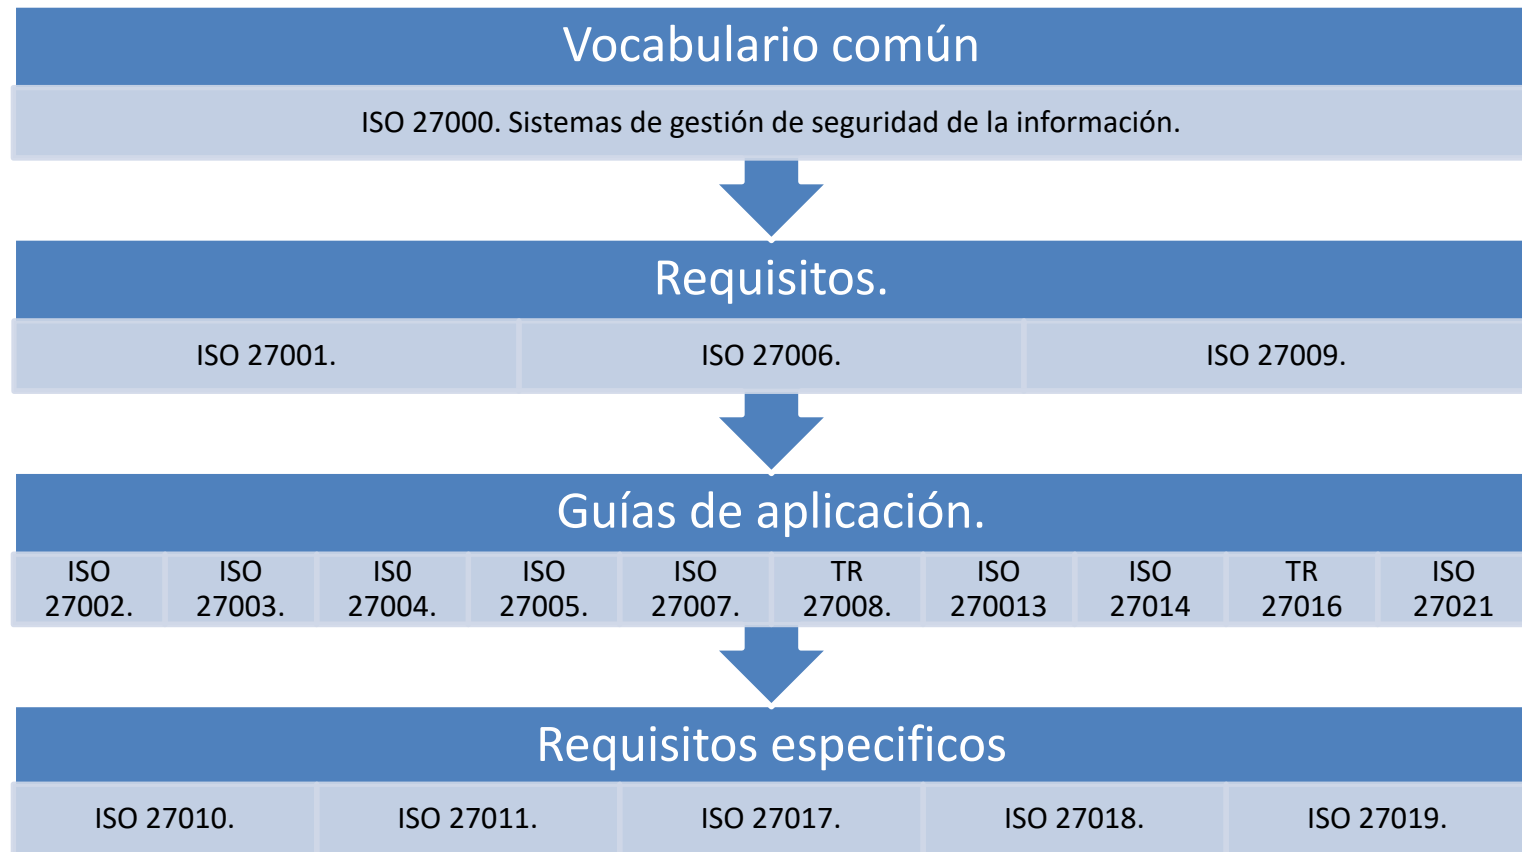 Vocabulario común
ISO 27000. Sistemas de gestión de seguridad de la información.
Requisitos.
ISO 27001.
ISO 27006.
ISO 27009.
Guías de aplicación.
ISO
27002.
ISO
27003.
IS0
27004.
ISO
27005.
ISO
27007.
TR
27008.
ISO
270013
ISO
27014
TR
27016
ISO
27021
Requisitos especificos
ISO 27010.
ISO 27011.
ISO 27017.
ISO 27018.
ISO 27019.